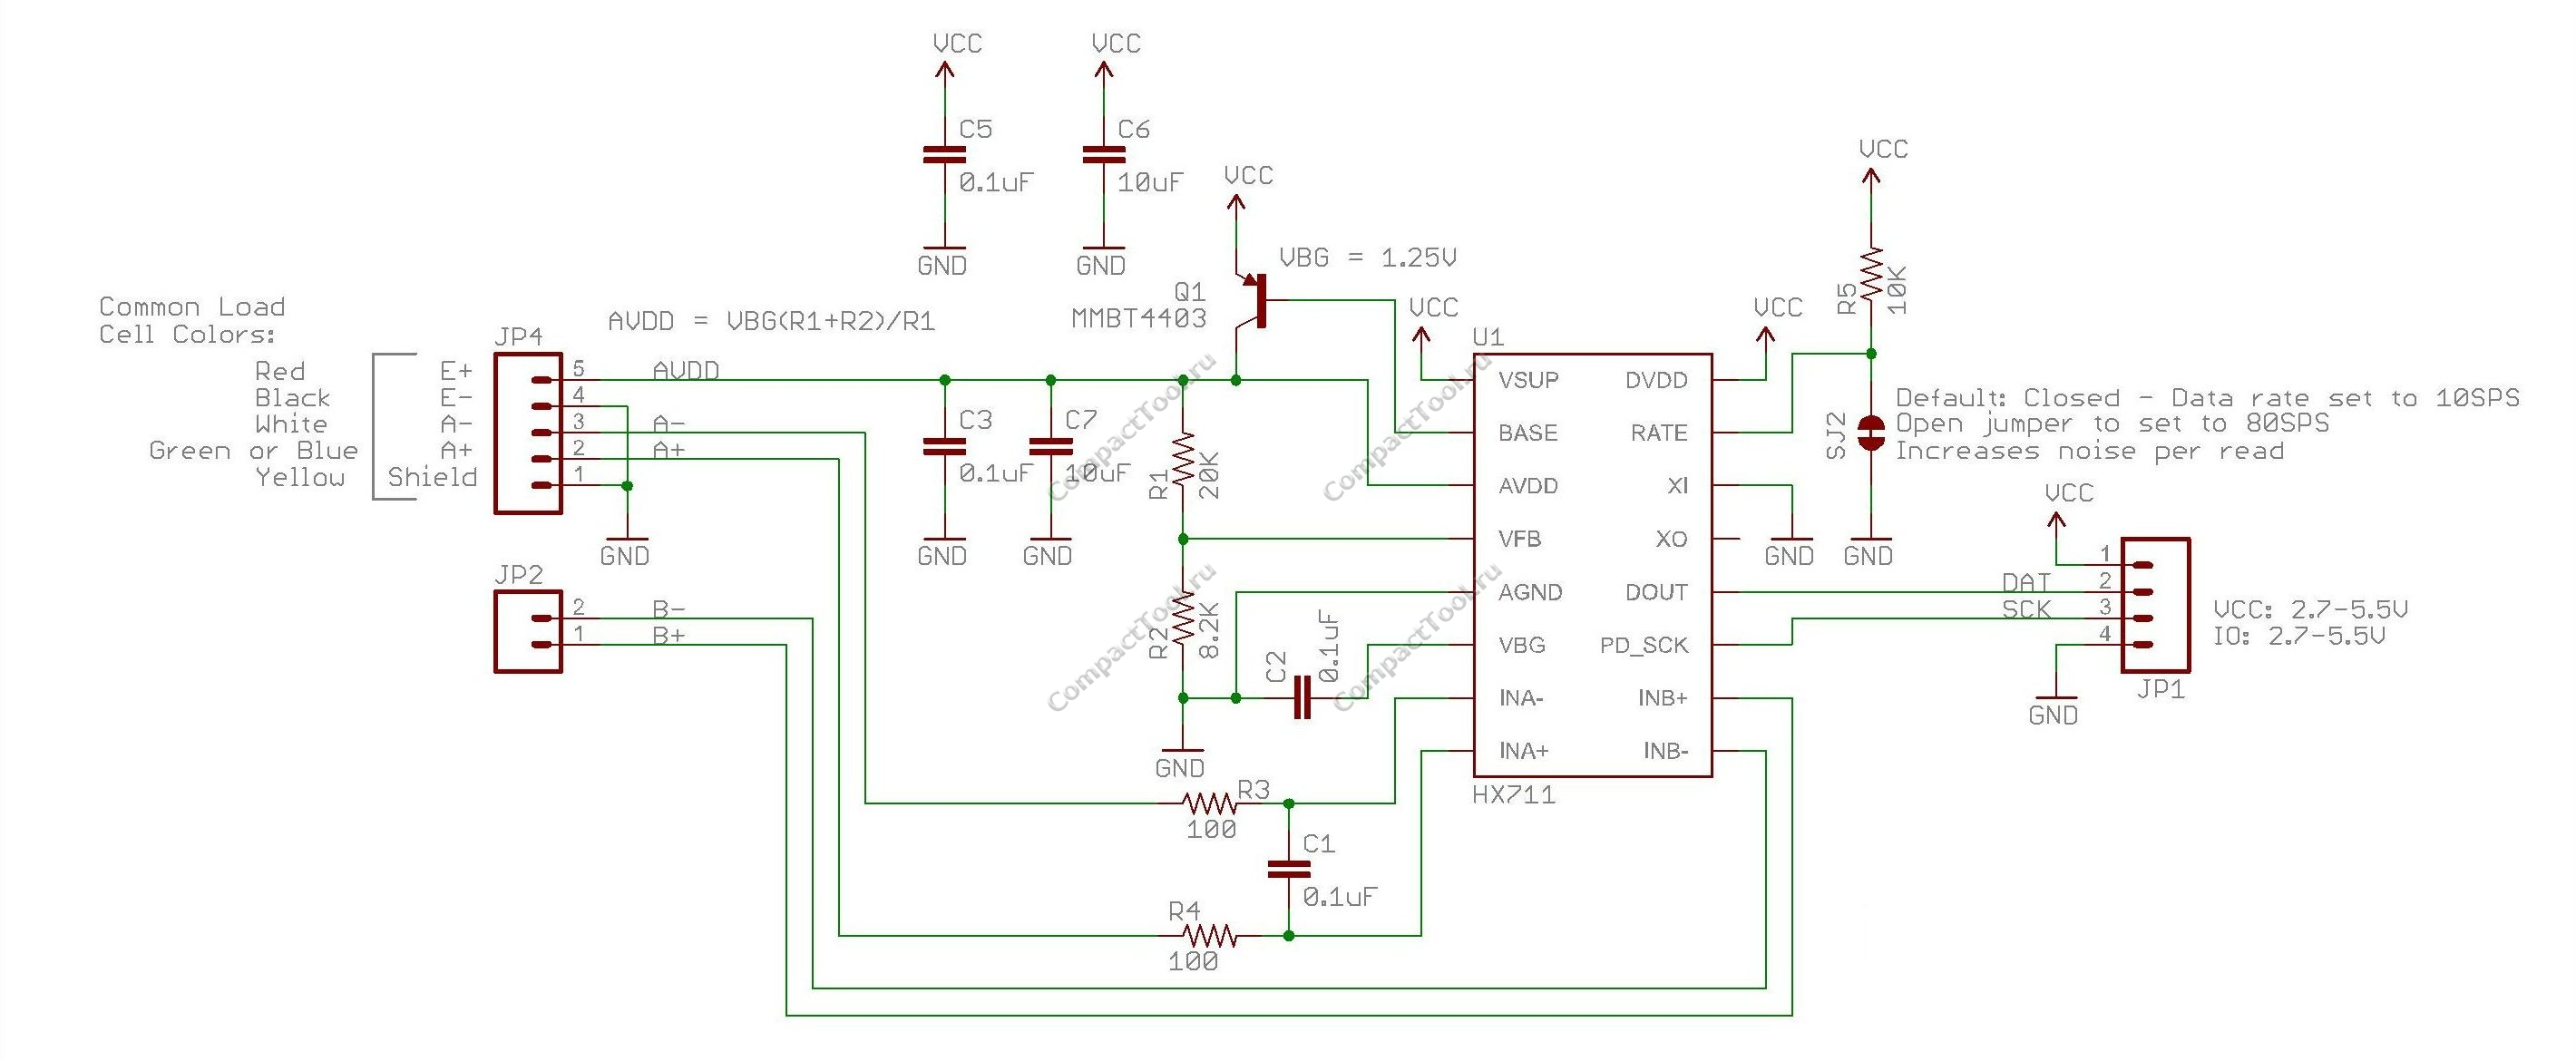 VCC
VCC
C5
0.1uF
GND
C6
10uF
GND
VCC
VBG = 1.25V
Q1
MMBT4403
VCC
R5
10K
Common Load
Cell Colors:
Red E+
Black E-
White A-
Green or Blue A+
Yellow Shield
JP4
5
4
3
2
1
AVDD = VBG(R1+R2)/R1
AVDD
A-
A+
GND
JP2
2
1
B-
B+
C3
0.1uF
GND
C7
10uF
GND
R1
20K
R2
8.2K
GND
C2
0.1uF
R3
100
C1
0.1uF
R4
100
VCC
U1
VSUP
BASE
AVDD
VFB
AGND
VBG
INA-
INA+
DVDD
RATE
XI
XO
DOUT
PD_SCK
INB+
INB-
HX711
VCC
GND
SJ2
GND
Default: Closed - Data rate set to 10SPS
Open jumper to set to 80SPS
Increases noise per read
VCC
DAT
SCK
1
2
3
4
GND
JP1
VCC: 2.7-5.5V
IO: 2.7-5.5V
CompactTool.ru
CompactTool.ru
CompactTool.ru
CompactTool.ru